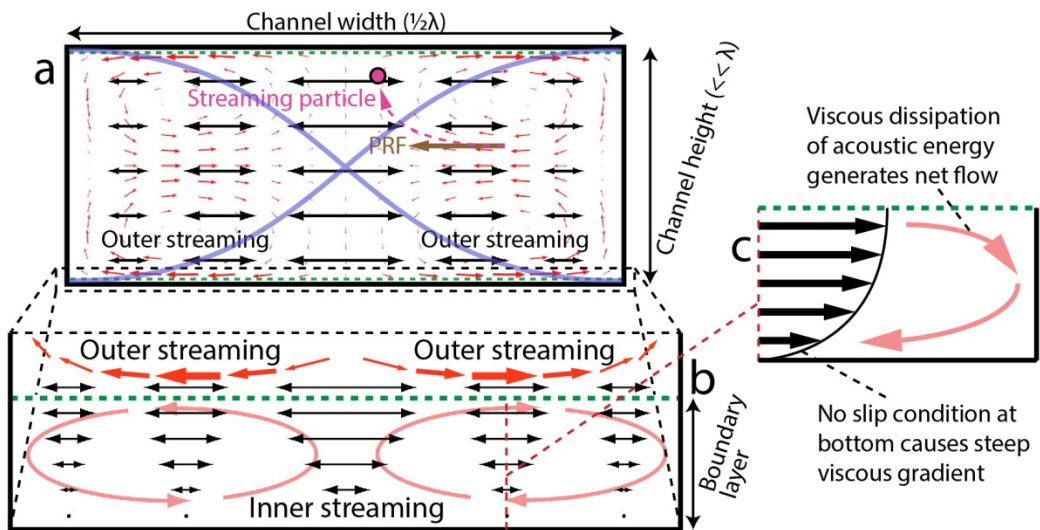 Channel width (½λ)
a
Streaming particle
PRF
Outer streaming
Outer streaming
Channel height (<< λ)
Outer streaming
Outer streaming
b
Inner streaming
Boundary
layer
Viscous dissipation
of acoustic energy
generates net flow
c
No slip condition at
bottom causes steep
viscous gradient